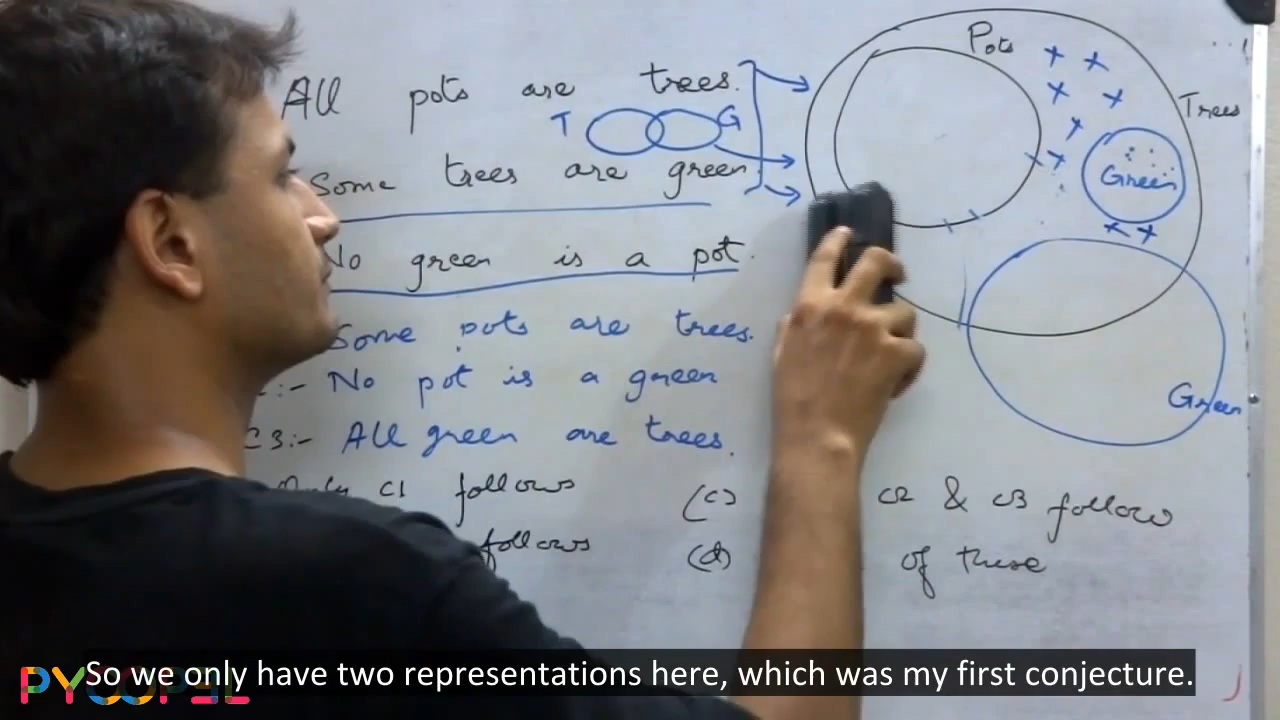 All pots are trees.
T G
Some trees are green
No green is a pot.
Some pots are trees.
:- No pot is a green
C3:- All green are trees.
C1 follows
(c) C2 & C3 follow
follows
(d) of these
Pots
Trees
Green
Green
So we only have two representations here, which was my first conjecture.
PYOOPEL